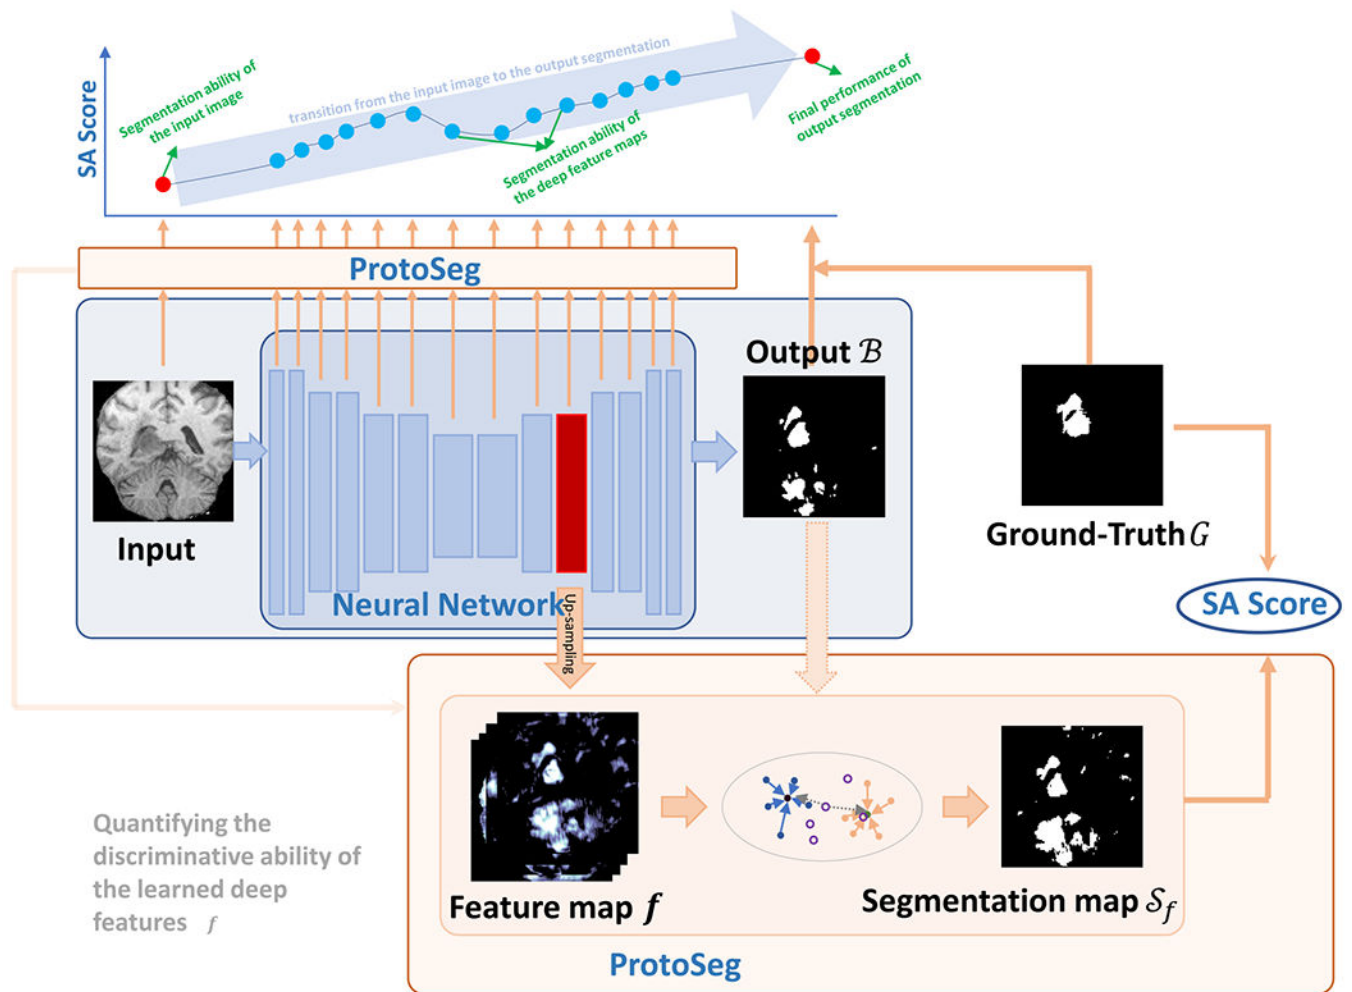 SA Score
Segmentation ability of
the input image
transition from the input image to the output segmentation
Segmentation ability of
the deep feature maps
Final performance of
output segmentation
ProtoSeg
Input
Neural Network
Output ℬ
Ground-Truth G
SA Score
Up-sampling
Feature map f
Segmentation map 𝒮f
ProtoSeg
Quantifying the
discriminative ability of
the learned deep
features f